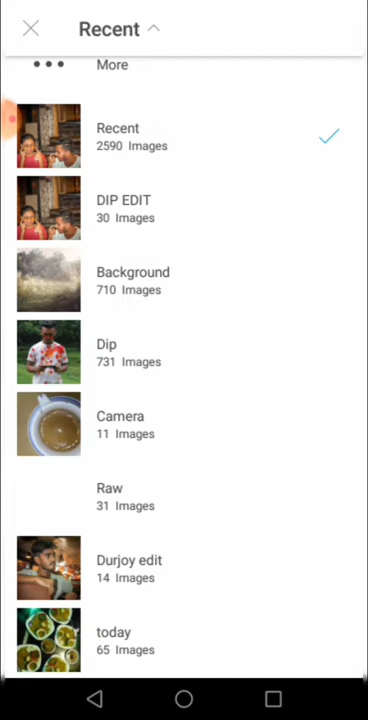 Recent
More
Recent
2590 Images
DIP EDIT
30 Images
Background
710 Images
Dip
731 Images
Camera
11 Images
Raw
31 Images
Durjoy edit
14 Images
today
65 Images